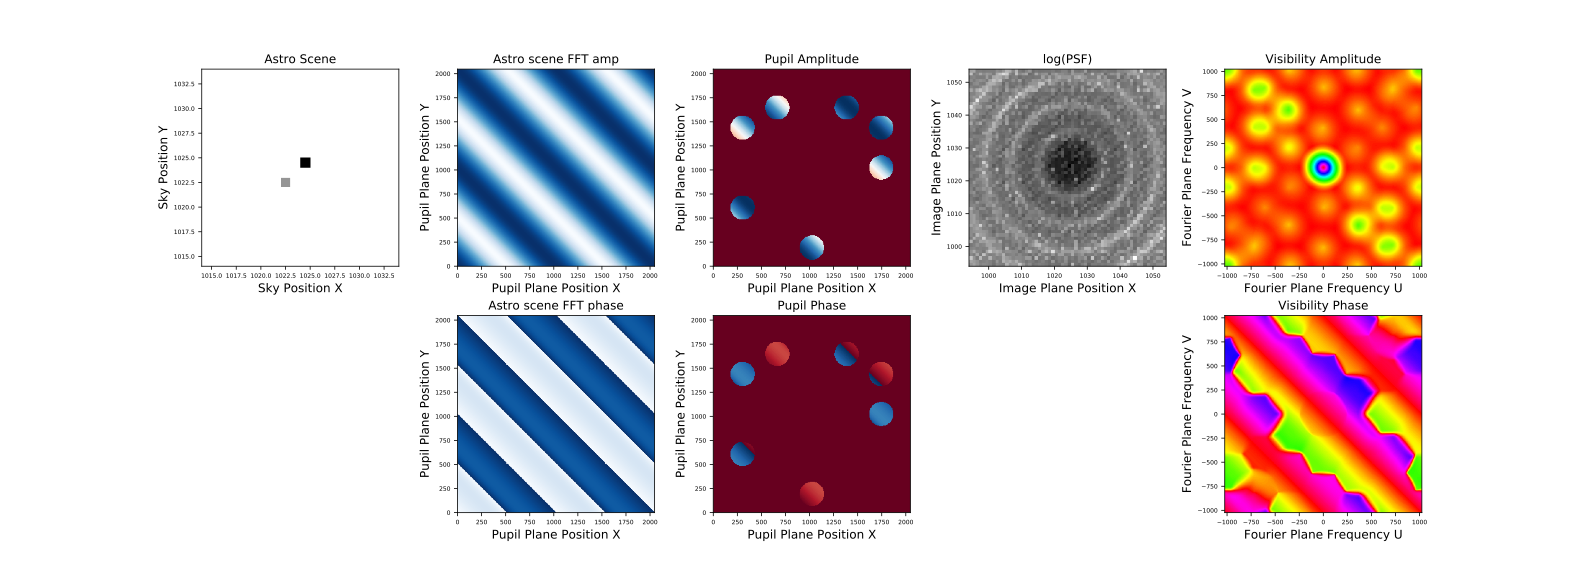 Astro Scene
Sky Position Y
1032.5
1030.0
1027.5
1025.0
1022.5
1020.0
1017.5
1015.0
1015.0 1017.5 1020.0 1022.5 1025.0 1027.5 1030.0 1032.5
Sky Position X
Astro scene FFT amp
Pupil Plane Position Y
2000
1750
1500
1250
1000
750
500
250
0
0 250 500 750 1000 1250 1500 1750 2000
Pupil Plane Position X
Pupil Amplitude
Pupil Plane Position Y
2000
1750
1500
1250
1000
750
500
250
0
0 250 500 750 1000 1250 1500 1750 2000
Pupil Plane Position X
log(PSF)
Image Plane Position Y
1050
1040
1030
1020
1010
1000
1000 1010 1020 1030 1040 1050
Image Plane Position X
Visibility Amplitude
Fourier Plane Frequency V
1000
750
500
250
0
−250
−500
−750
−1000
−1000 −750 −500 −250 0 250 500 750 1000
Fourier Plane Frequency U
Astro scene FFT phase
Pupil Plane Position Y
2000
1750
1500
1250
1000
750
500
250
0
0 250 500 750 1000 1250 1500 1750 2000
Pupil Plane Position X
Pupil Phase
Pupil Plane Position Y
2000
1750
1500
1250
1000
750
500
250
0
0 250 500 750 1000 1250 1500 1750 2000
Pupil Plane Position X
Visibility Phase
Fourier Plane Frequency V
1000
750
500
250
0
−250
−500
−750
−1000
−1000 −750 −500 −250 0 250 500 750 1000
Fourier Plane Frequency U